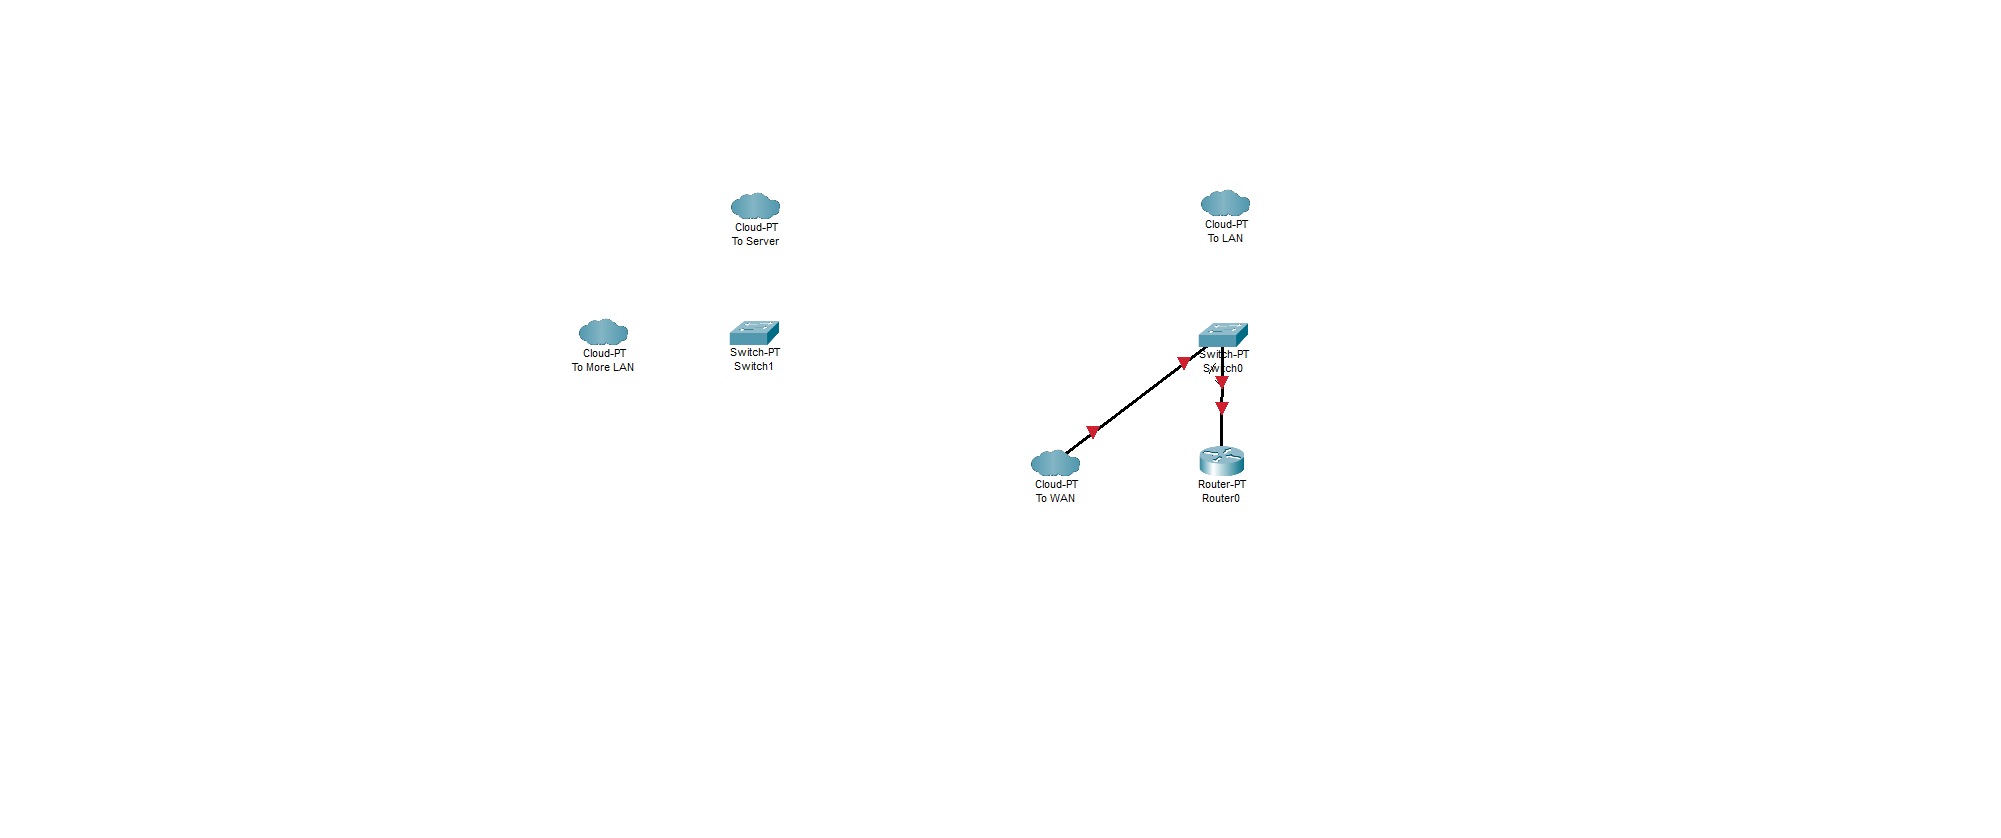 Cloud-PT
To Server
Cloud-PT
To LAN
Cloud-PT
To More LAN
Switch-PT
Switch1
Switch-PT
Switch0
Cloud-PT
To WAN
Router-PT
Router0